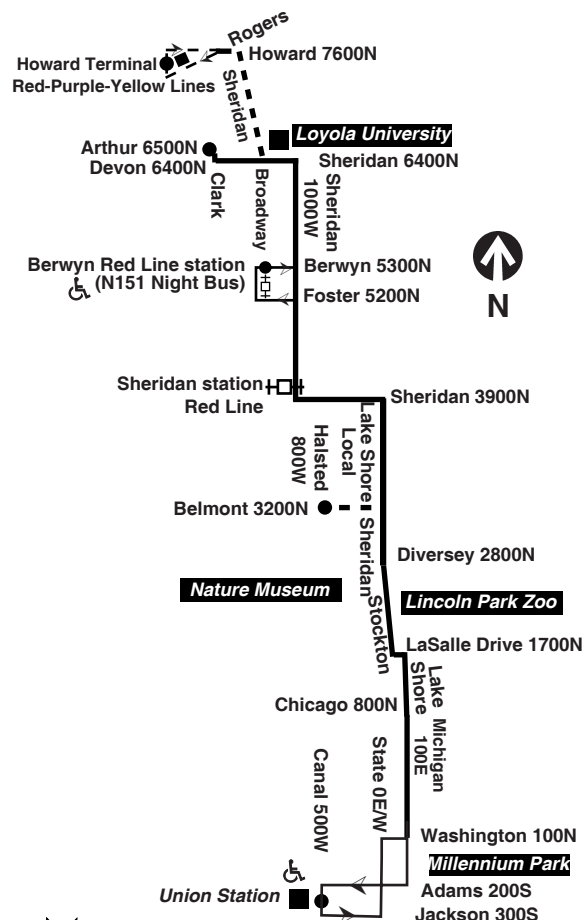 Rogers
Howard 7600N
Howard Terminal
Red-Purple-Yellow Lines
Sheridan
Loyola University
Arthur 6500N
Devon 6400N
Sheridan 6400N
Clark
Broadway
Sheridan
1000W
Berwyn Red Line station
(N151 Night Bus)
Berwyn 5300N
Foster 5200N
N
Sheridan station
Red Line
Sheridan 3900N
Lake Shore
Local
Halsted
800W
Belmont 3200N
Sheridan
Diversey 2800N
Nature Museum
Lincoln Park Zoo
Stockton
LaSalle Drive 1700N
Lake
Shore
Chicago 800N
Michigan
100E
State 0E/W
Canal 500W
Washington 100N
Millennium Park
Union Station
Adams 200S
Jackson 300S